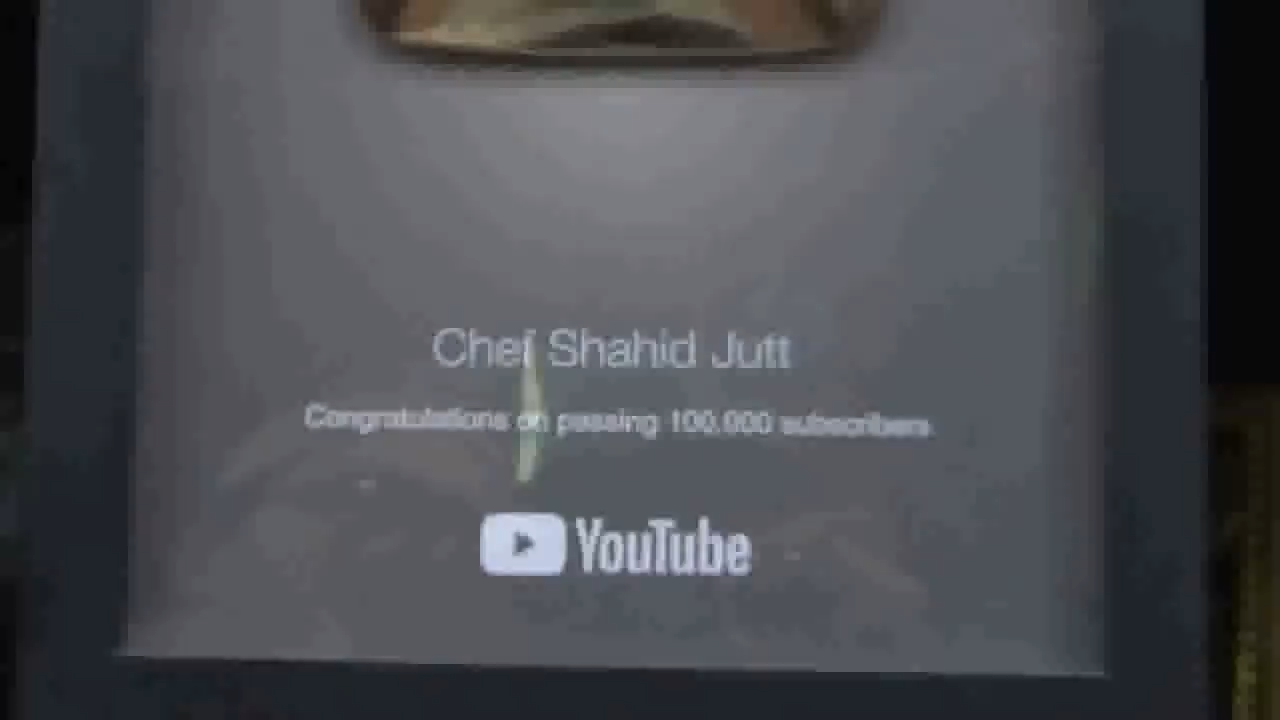 Chef Shahid Jutt
Congratulations on passing 100,000 subscribers
YouTube